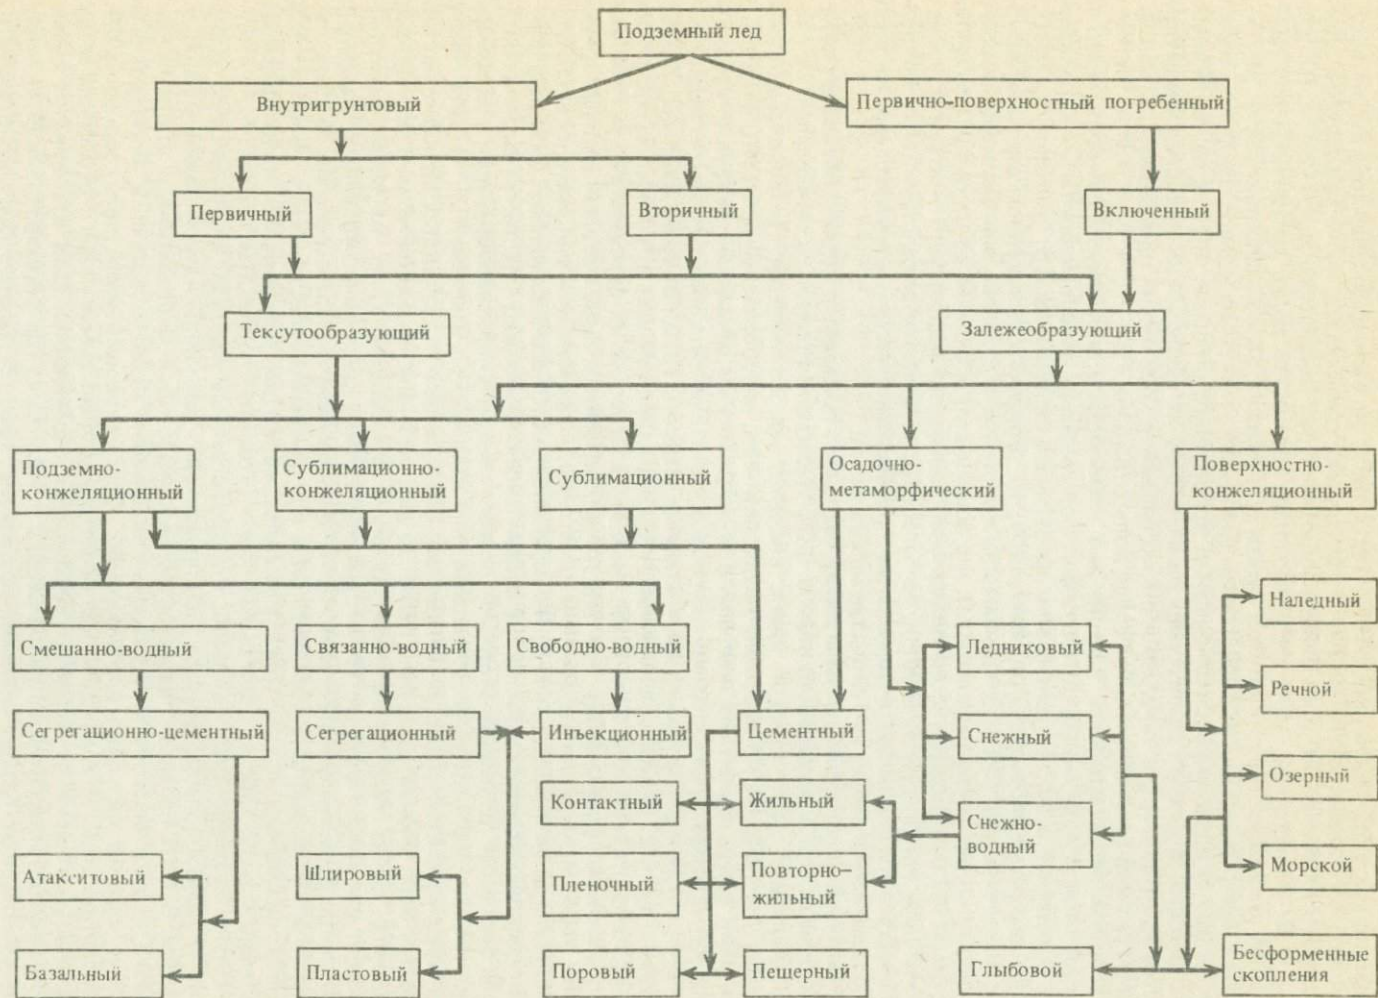 Подземный лед
Внутригрунтовый
Первично-поверхностный погребенный
Первичный
Вторичный
Включенный
Тексутообразующий
Залежеобразующий
Подземно-
конжеляционный
Сублимационно-
конжеляционный
Сублимационный
Осадочно-
метаморфический
Поверхностно-
конжеляционный
Смешанно-водный
Связанно-водный
Свободно-водный
Ледниковый
Наледный
Речной
Сегрегационно-цементный
Сегрегационный
Инъекционный
Цементный
Снежный
Озерный
Контактный
Жильный
Снежно-
водный
Морской
Атакситовый
Шлировый
Пленочный
Повторно-
жильный
Базальный
Пластовый
Поровый
Пещерный
Глыбовой
Бесформенные
скопления